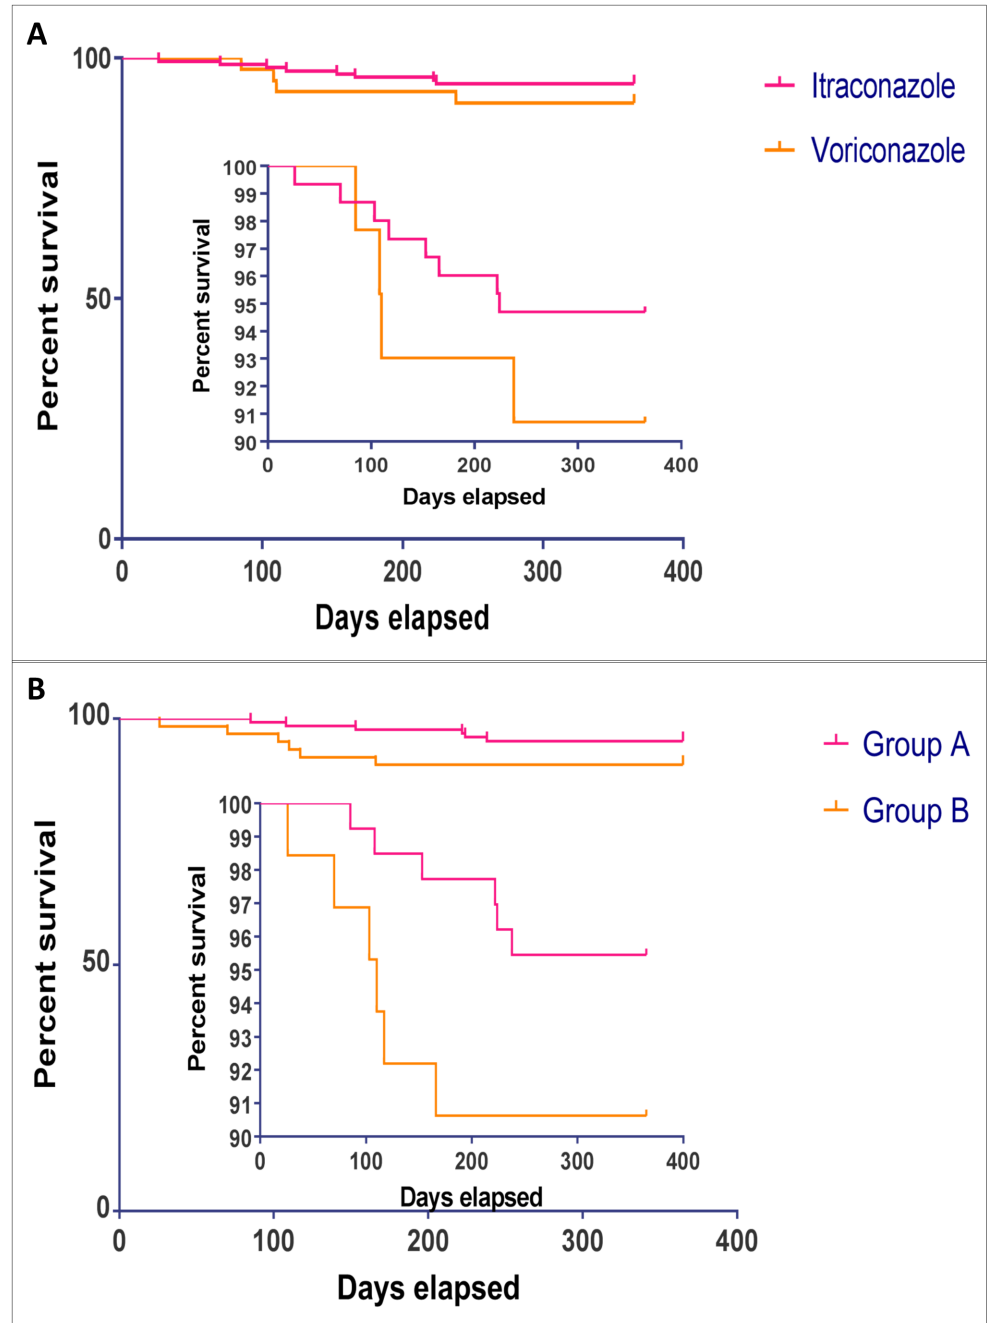 A
100
50
0
Percent survival
0 100 200 300 400
Days elapsed
Itraconazole
Voriconazole
100
99
98
97
96
95
94
93
92
91
90
Percent survival
0 100 200 300 400
Days elapsed
B
100
50
0
Percent survival
0 100 200 300 400
Days elapsed
Group A
Group B
100
99
98
97
96
95
94
93
92
91
90
Percent survival
0 100 200 300 400
Days elapsed